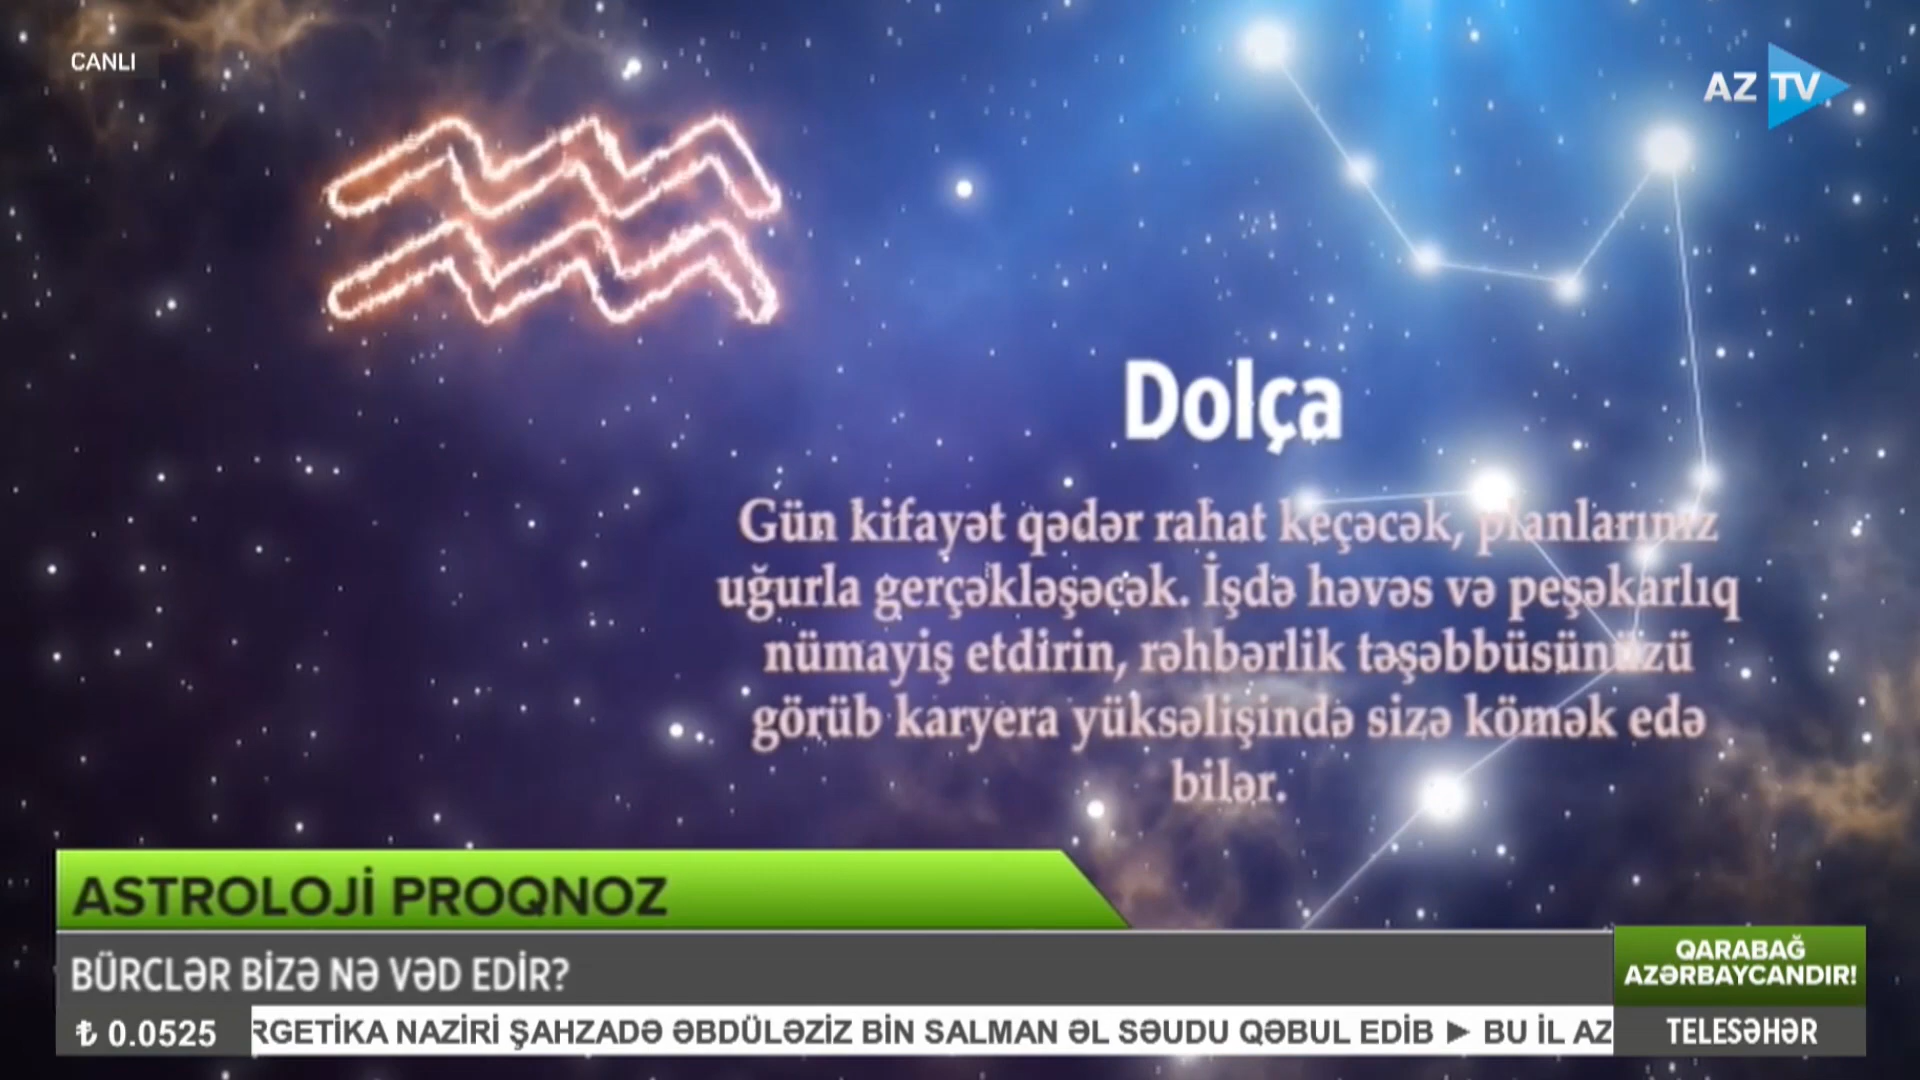 CANLI
AZ TV
Dolça
Gün kifayət qədər rahat keçəcək, planlarınız
uğurla gerçəkləşəcək. İşdə həvəs və peşəkarlıq
nümayiş etdirin, rəhbərlik təşəbbüsünüzü
görüb karyera yüksəlişində sizə kömək edə
bilər.
ASTROLOJİ PROQNOZ
BÜRCLƏR BİZƏ NƏ VƏD EDİR?
QARABAĞ
AZƏRBAYCANDIR!
₺ 0.0525
RGETİKA NAZİRİ ŞAHZADƏ ƏBDÜLƏZİZ BİN SALMAN ƏL SƏUDU QƏBUL EDİB ► BU İL AZ
TELESƏHƏR